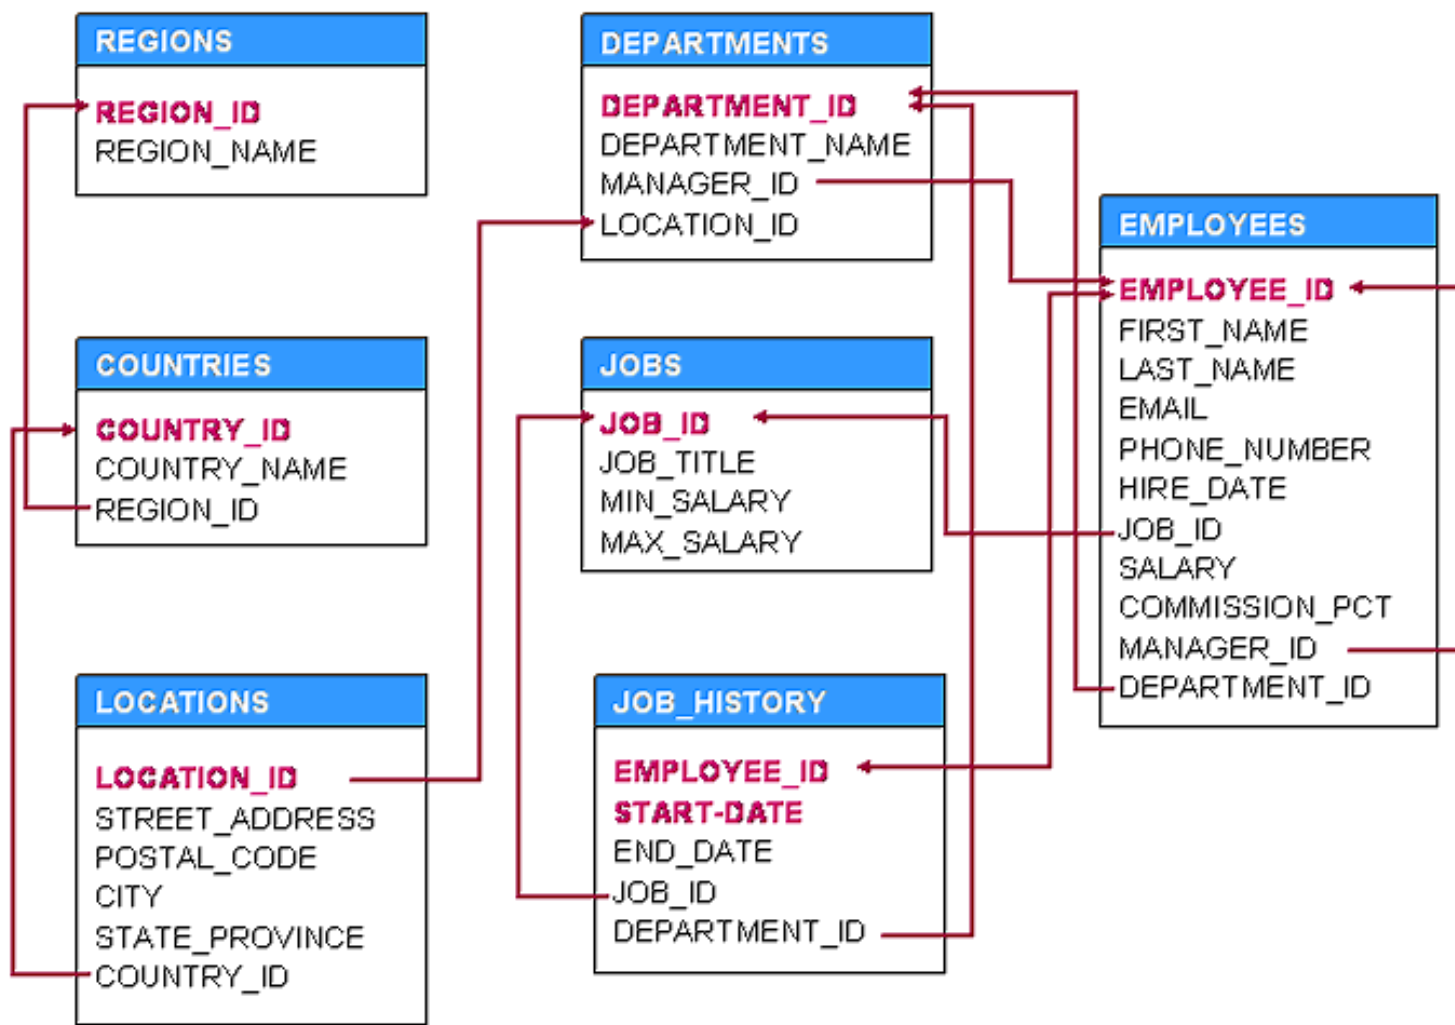 REGIONS
REGION_ID
REGION_NAME
COUNTRIES
COUNTRY_ID
COUNTRY_NAME
REGION_ID
LOCATIONS
LOCATION_ID
STREET_ADDRESS
POSTAL_CODE
CITY
STATE_PROVINCE
COUNTRY_ID
DEPARTMENTS
DEPARTMENT_ID
DEPARTMENT_NAME
MANAGER_ID
LOCATION_ID
JOBS
JOB_ID
JOB_TITLE
MIN_SALARY
MAX_SALARY
JOB_HISTORY
EMPLOYEE_ID
START-DATE
END_DATE
JOB_ID
DEPARTMENT_ID
EMPLOYEES
EMPLOYEE_ID
FIRST_NAME
LAST_NAME
EMAIL
PHONE_NUMBER
HIRE_DATE
JOB_ID
SALARY
COMMISSION_PCT
MANAGER_ID
DEPARTMENT_ID